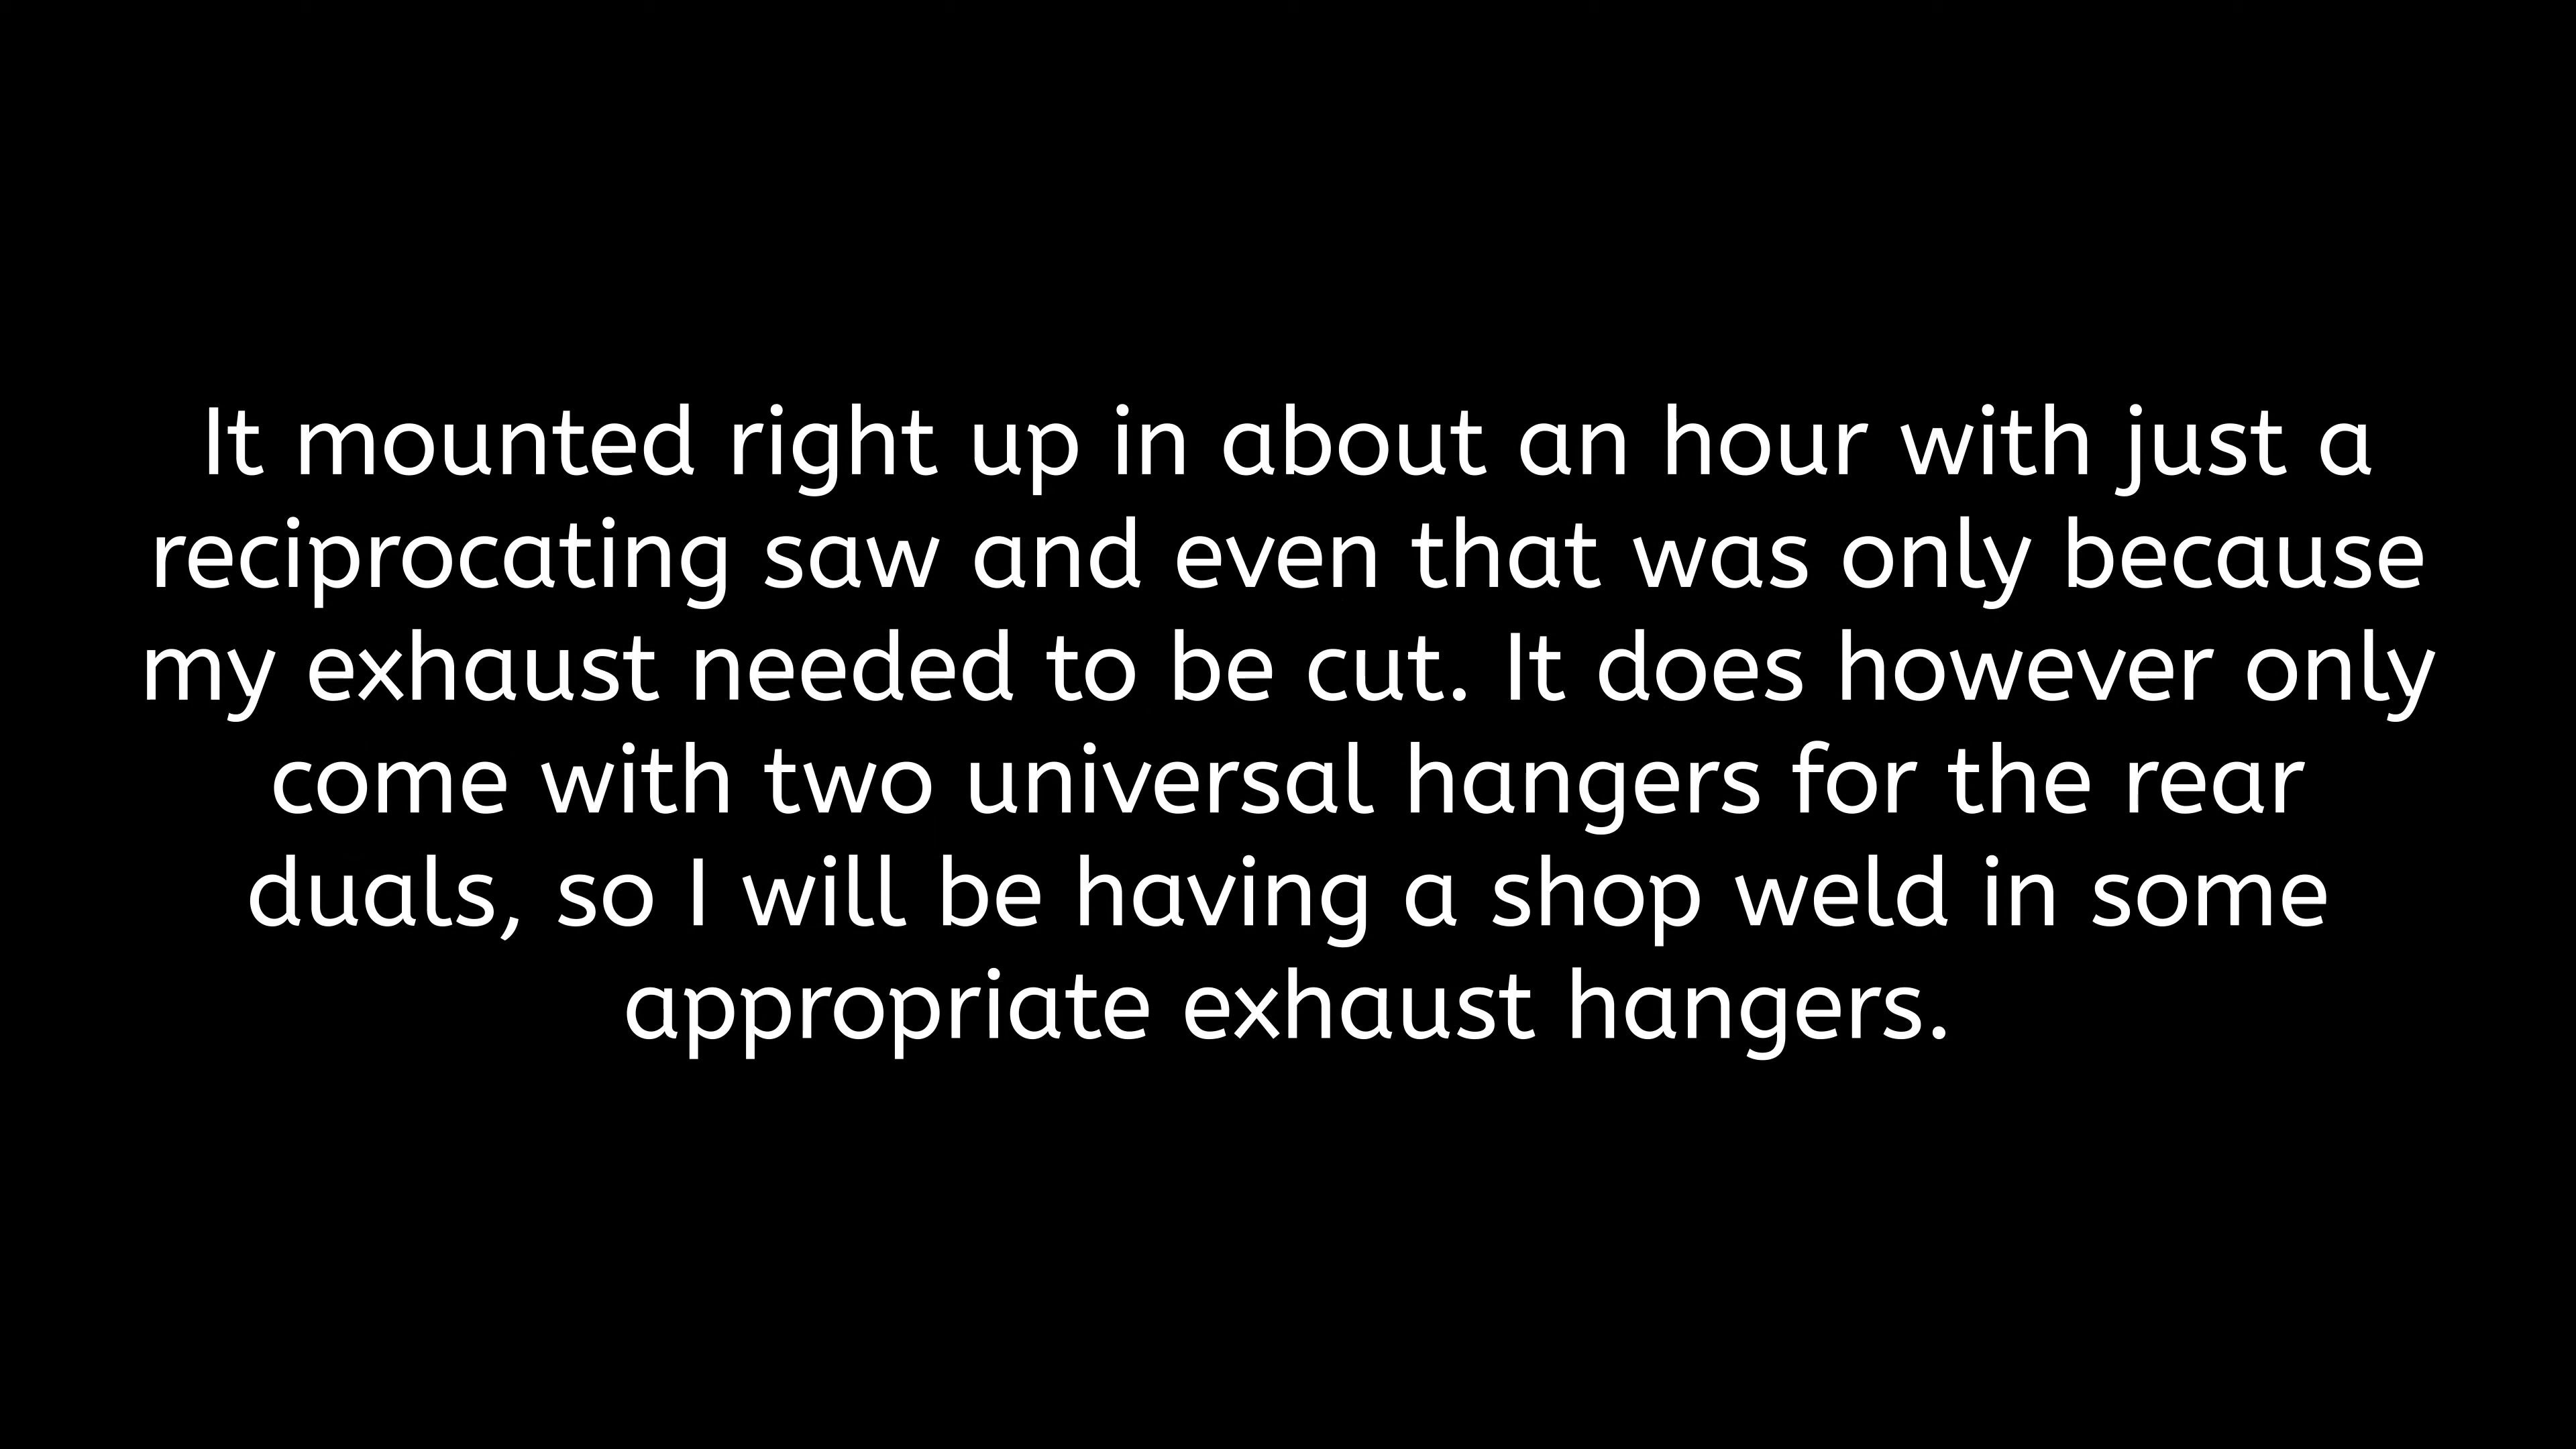 It mounted right up in about an hour with just a
reciprocating saw and even that was only because
my exhaust needed to be cut. It does however only
come with two universal hangers for the rear
duals, so I will be having a shop weld in some
appropriate exhaust hangers.